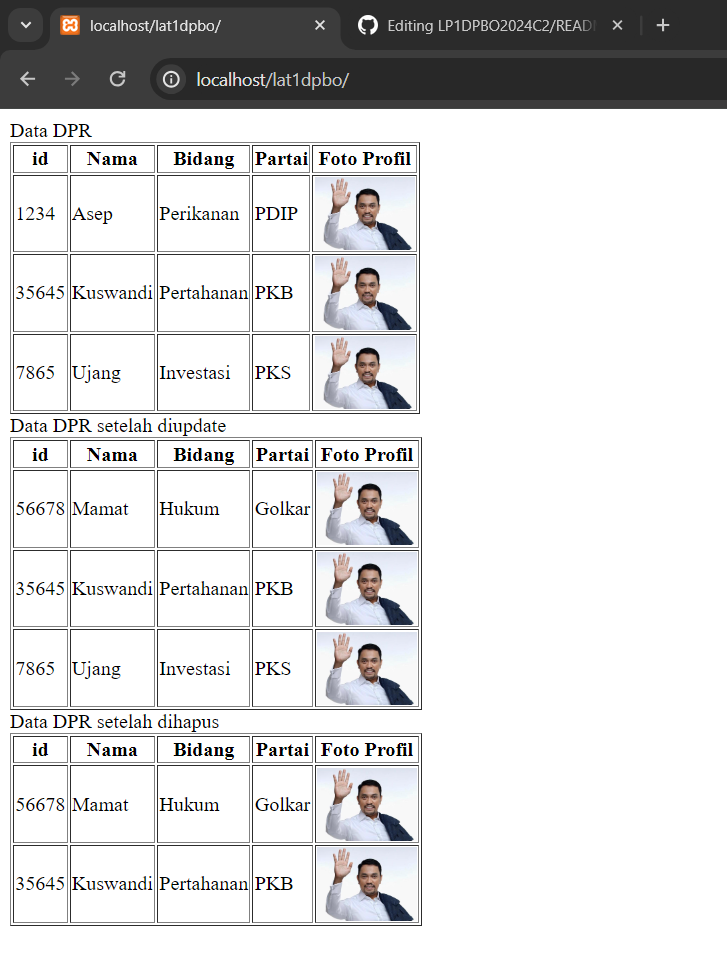 localhost/lat1dpbo/
Editing LP1DPBO2024C2/READ
localhost/lat1dpbo/
Data DPR
id Nama Bidang Partai Foto Profil
1234 Asep Perikanan PDIP
35645 Kuswandi Pertahanan PKB
7865 Ujang Investasi PKS
Data DPR setelah diupdate
id Nama Bidang Partai Foto Profil
56678 Mamat Hukum Golkar
35645 Kuswandi Pertahanan PKB
7865 Ujang Investasi PKS
Data DPR setelah dihapus
id Nama Bidang Partai Foto Profil
56678 Mamat Hukum Golkar
35645 Kuswandi Pertahanan PKB